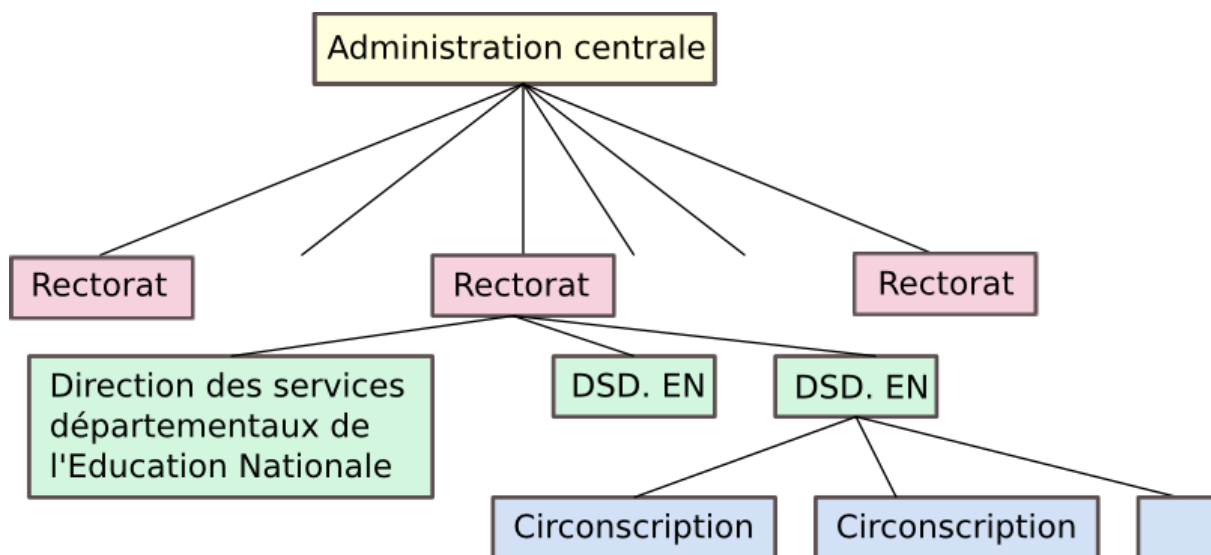 Administration centrale
Rectorat
Rectorat
Rectorat
Direction des services
départementaux de
l'Education Nationale
DSD. EN
DSD. EN
Circonscription
Circonscription